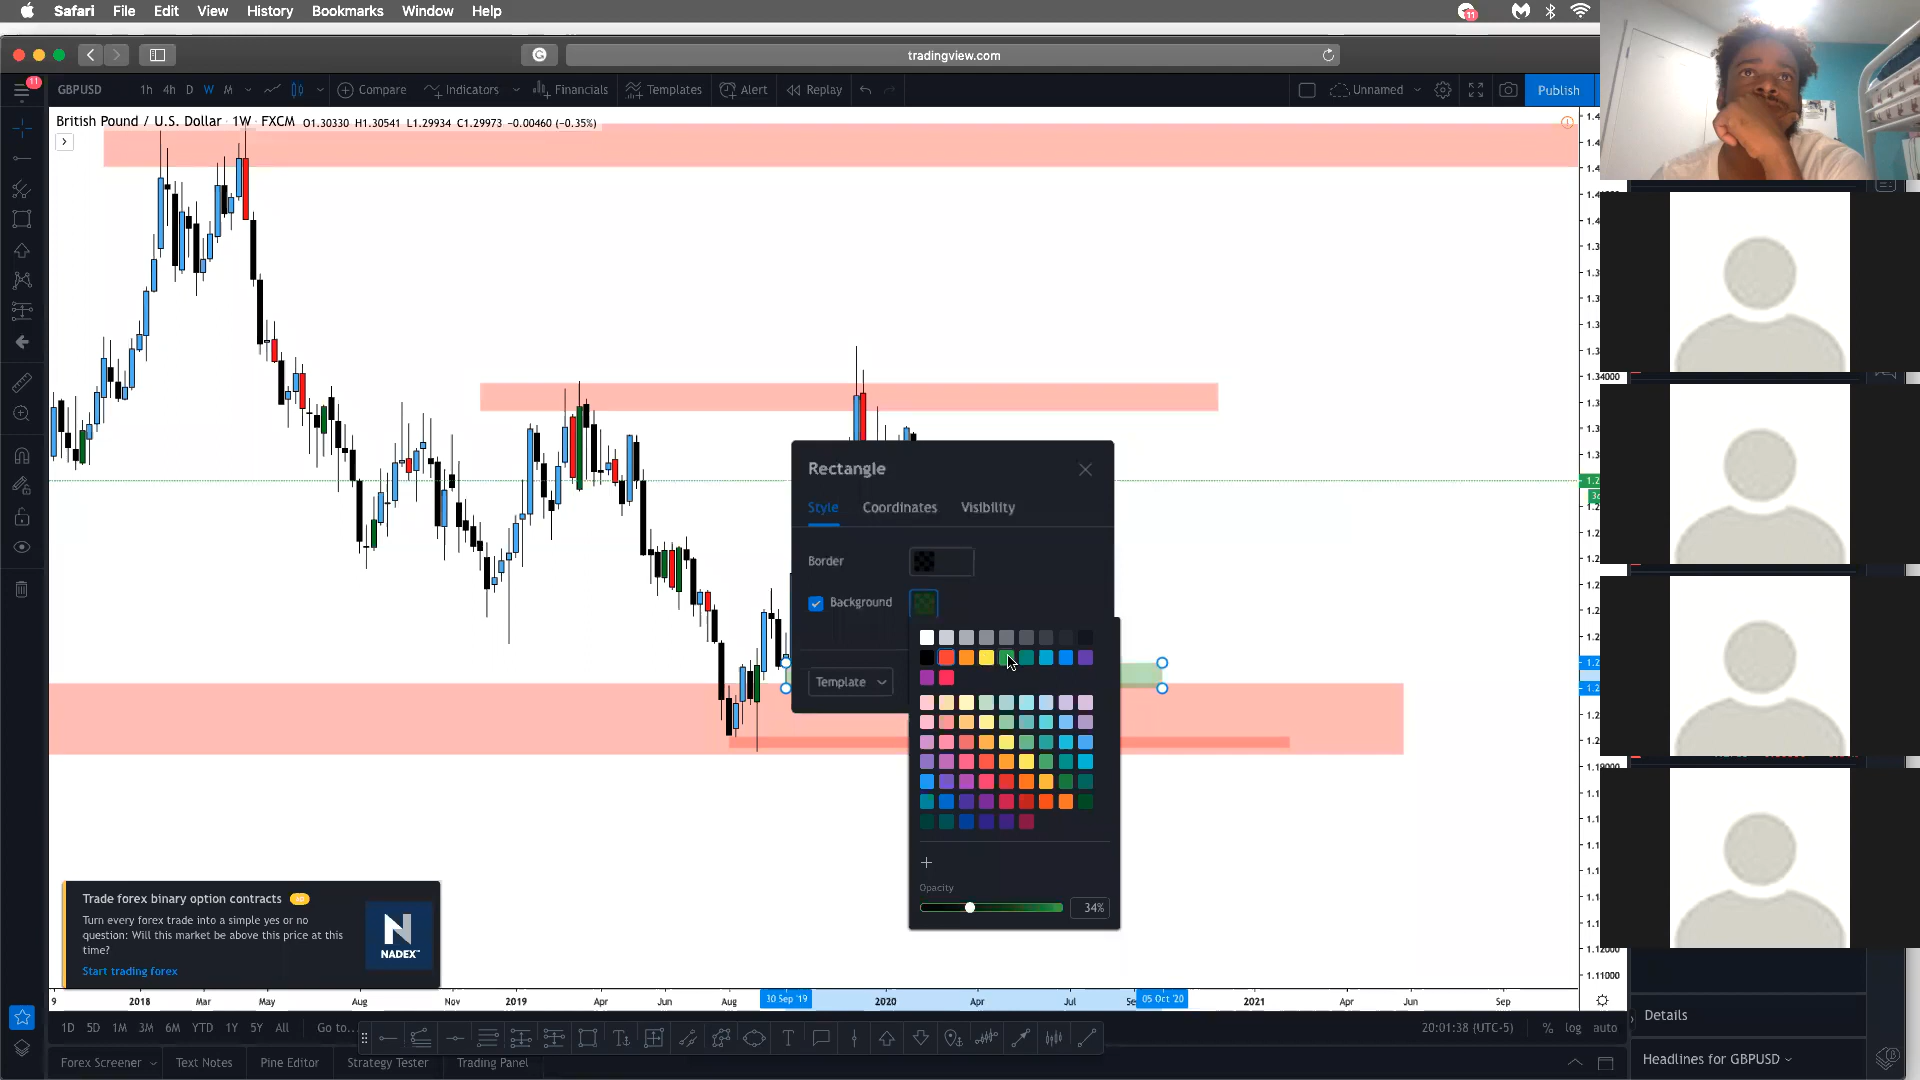 Safari File Edit View History Bookmarks Window Help
11
tradingview.com
11
GBPUSD 1h 4h D W M Compare Indicators Financials Templates Alert Replay Unnamed Publish
British Pound / U.S. Dollar 1W FXCM O1.30330 H1.30541 L1.29934 C1.29973 −0.00460 (−0.35%)
1.34000
Rectangle
Style Coordinates Visibility
Border
Background
Template
1.19000
Opacity
34%
Trade forex binary option contracts
Turn every forex trade into a simple yes or no
question: Will this market be above this price at this
time?
Start trading forex
N
NADEX
1.12000
1.11000
9 2018 Mar May Aug Nov 2019 Apr Jun Aug 30 Sep '19 2020 Apr Jul Se 05 Oct '20 2021 Apr Jun Sep
1D 5D 1M 3M 6M YTD 1Y 5Y All Go to... 20:01:38 (UTC-5) % log auto
Details
Forex Screener Text Notes Pine Editor Strategy Tester Trading Panel
Headlines for GBPUSD